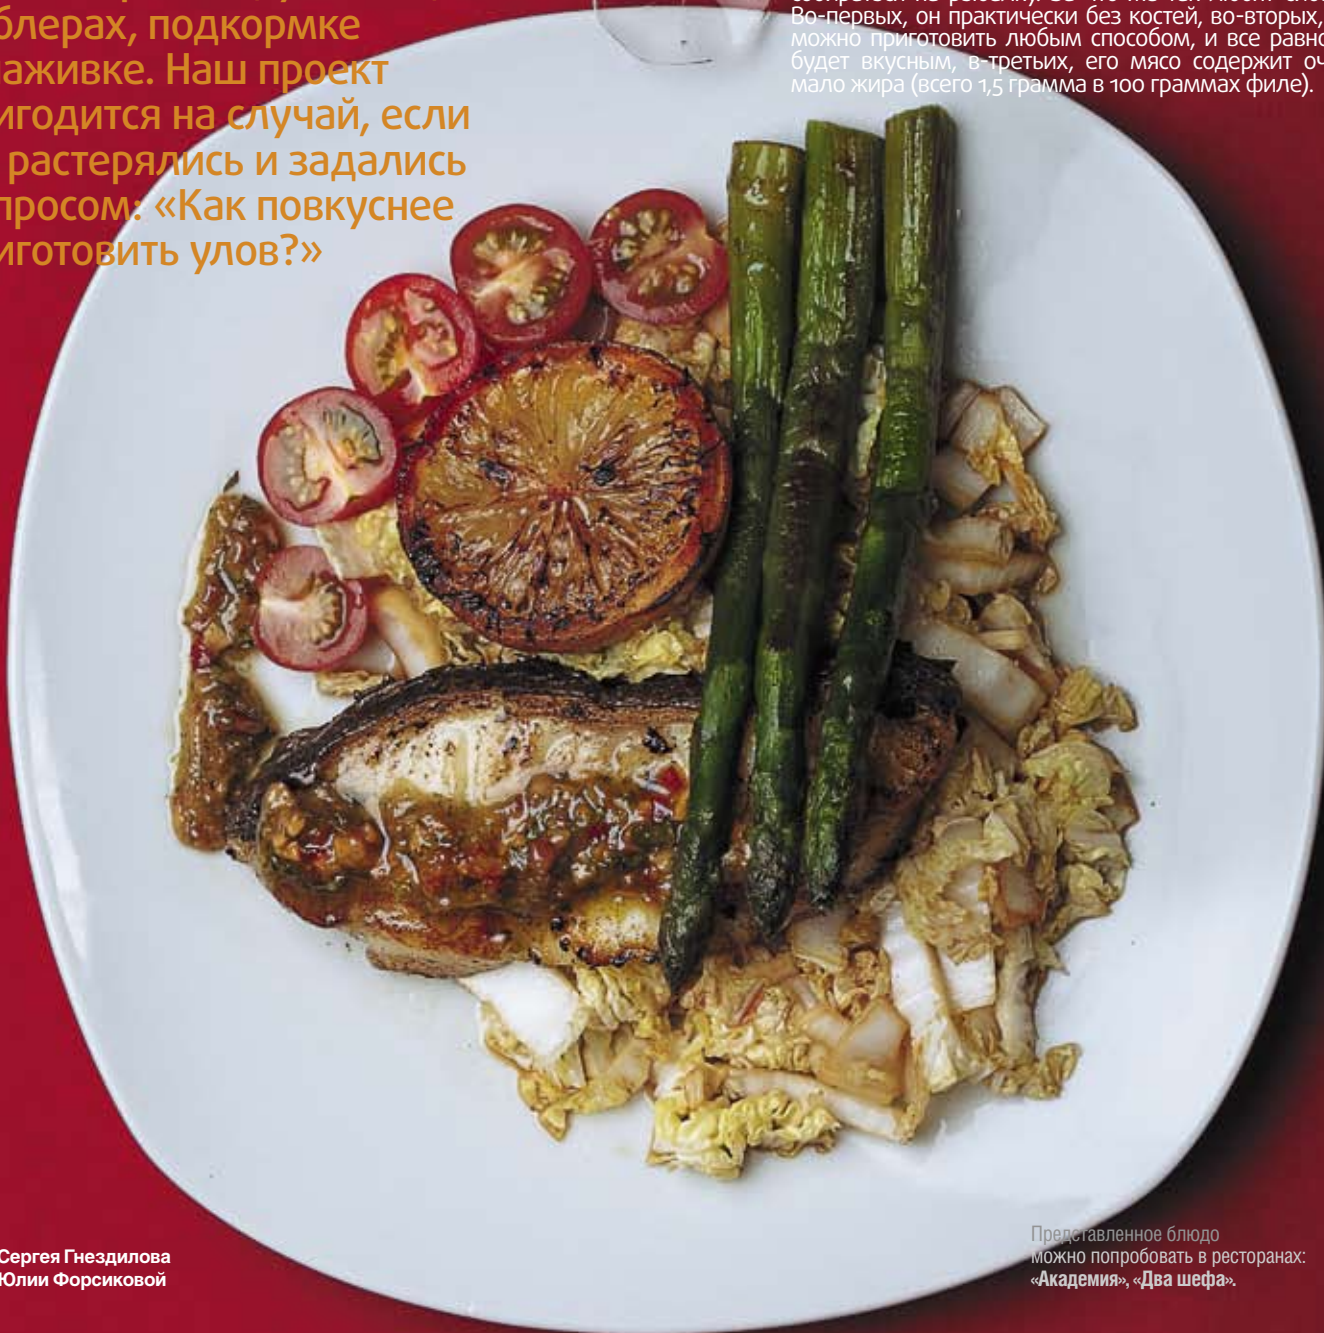 блерах, подкормке
аживке. Наш проект
игодится на случай, если
растерялись и задались
просом: «Как повкуснее
иготовить улов?»
Во-первых, он практически без костей, во-вторых,
можно приготовить любым способом, и все равно
будет вкусным, в-третьих, его мясо содержит оч
мало жира (всего 1,5 грамма в 100 граммах филе).
Сергея Гнездилова
Юлии Форсиковой
Представленное блюдо
можно попробовать в ресторанах:
«Академия», «Два шефа».